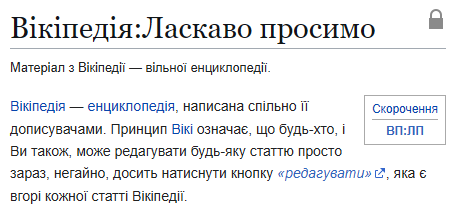 Вікіпедія:Ласкаво просимо
Матеріал з Вікіпедії — вільної енциклопедії.
Вікіпедія — енциклопедія, написана спільно її
дописувачами. Принцип Вікі означає, що будь-хто, і
Ви також, може редагувати будь-яку статтю просто
зараз, негайно, досить натиснути кнопку «редагувати», яка є
вгорі кожної статті Вікіпедії.
Скорочення
ВП:ЛП